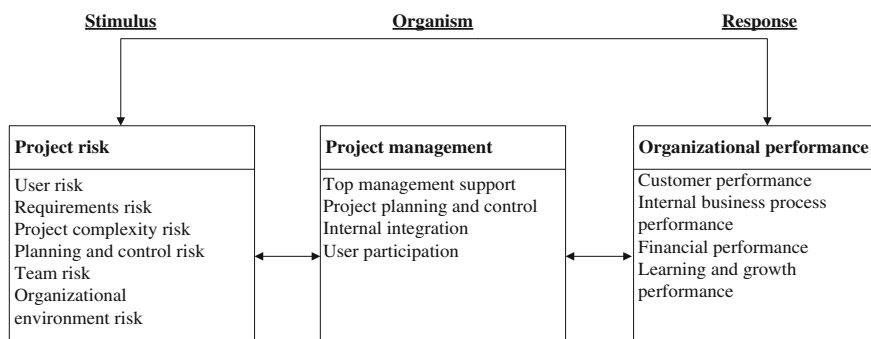 Stimulus
Organism
Response
Project risk
User risk
Requirements risk
Project complexity risk
Planning and control risk
Team risk
Organizational
environment risk
Project management
Top management support
Project planning and control
Internal integration
User participation
Organizational performance
Customer performance
Internal business process
performance
Financial performance
Learning and growth
performance